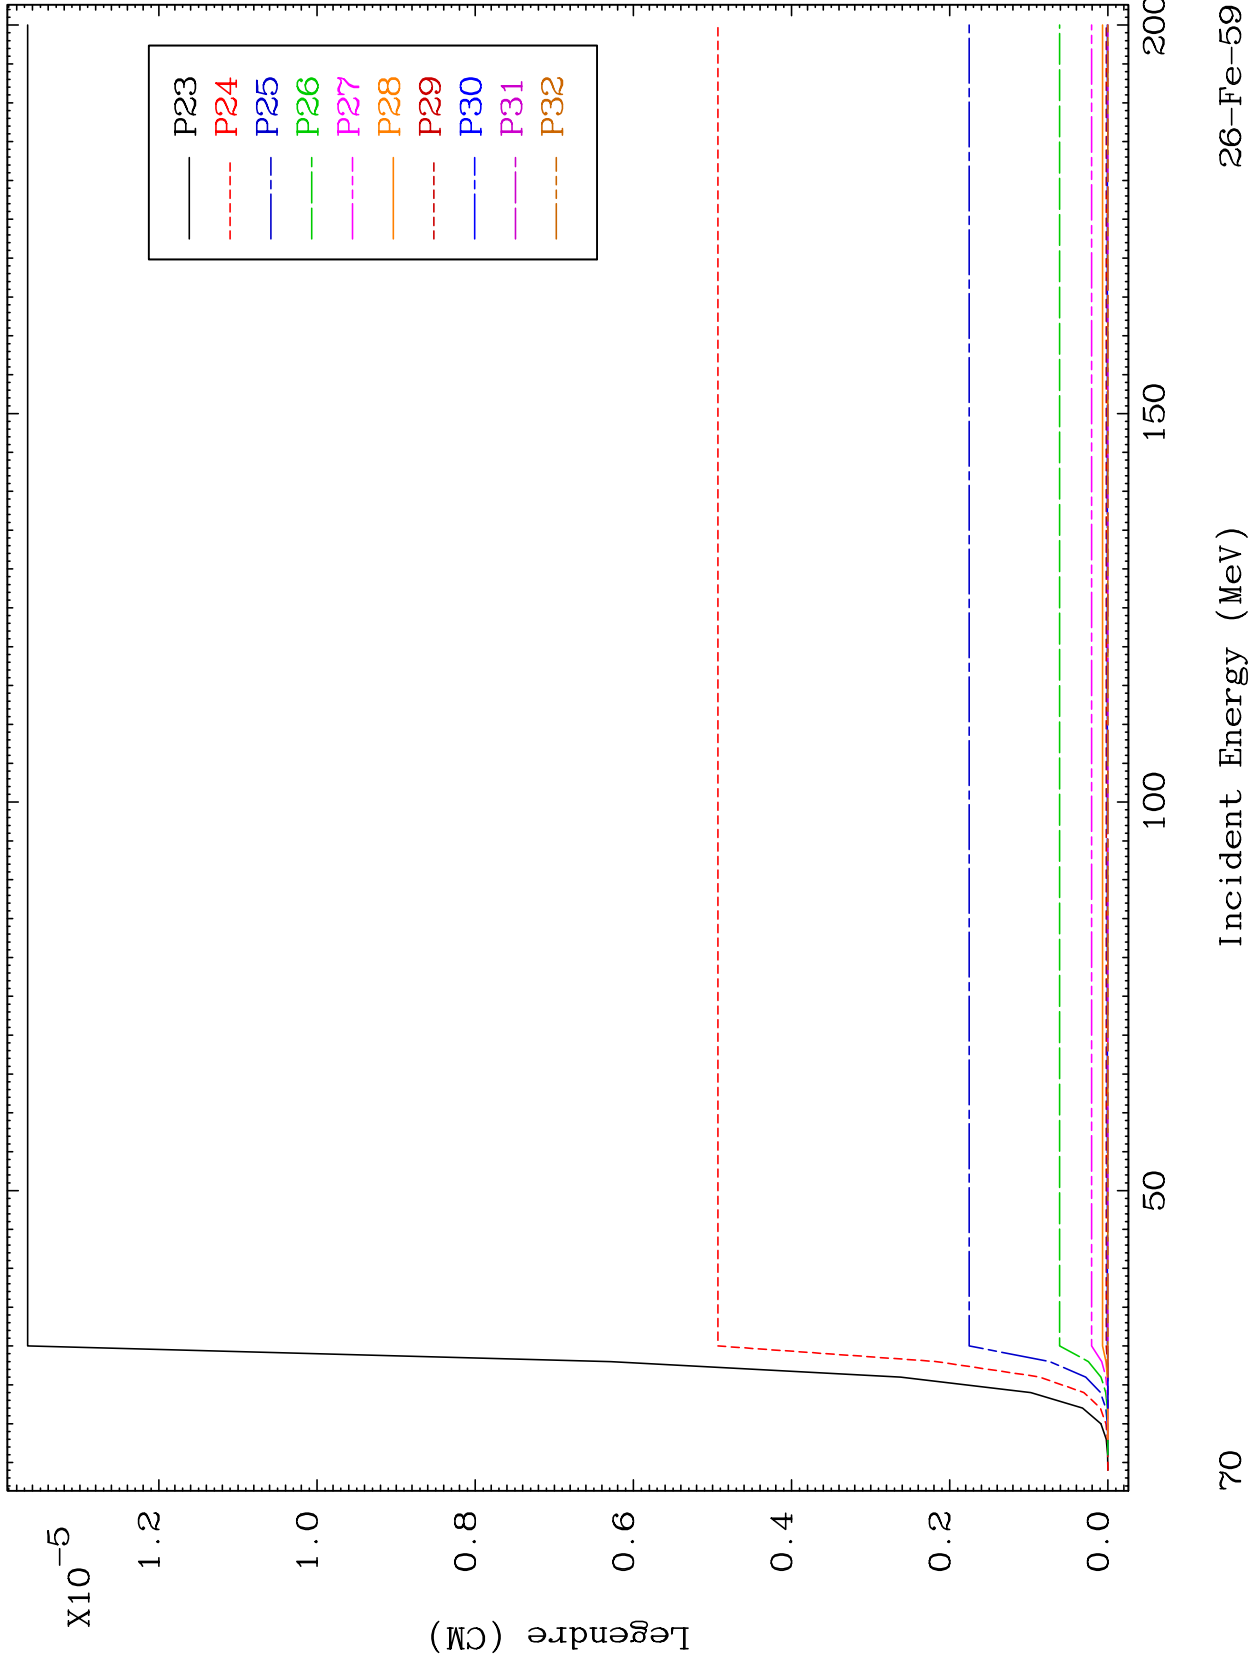 X10-5
1.2
1.0
0.8
0.6
0.4
0.2
0.0
Legendre (CM)
P23
P24
P25
P26
P27
P28
P29
P30
P31
P32
50
100
150
200
Incident Energy (MeV)
70
26-Fe-59